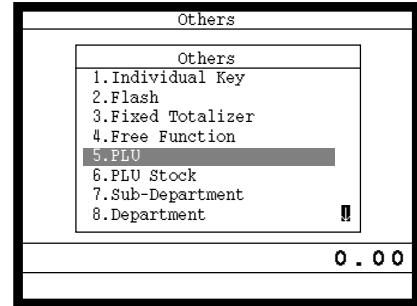 Others
Others
1.Individual Key
2.Flash
3.Fixed Totalizer
4.Free Function
5.PLU
6.PLU Stock
7.Sub-Department
8.Department
0.00